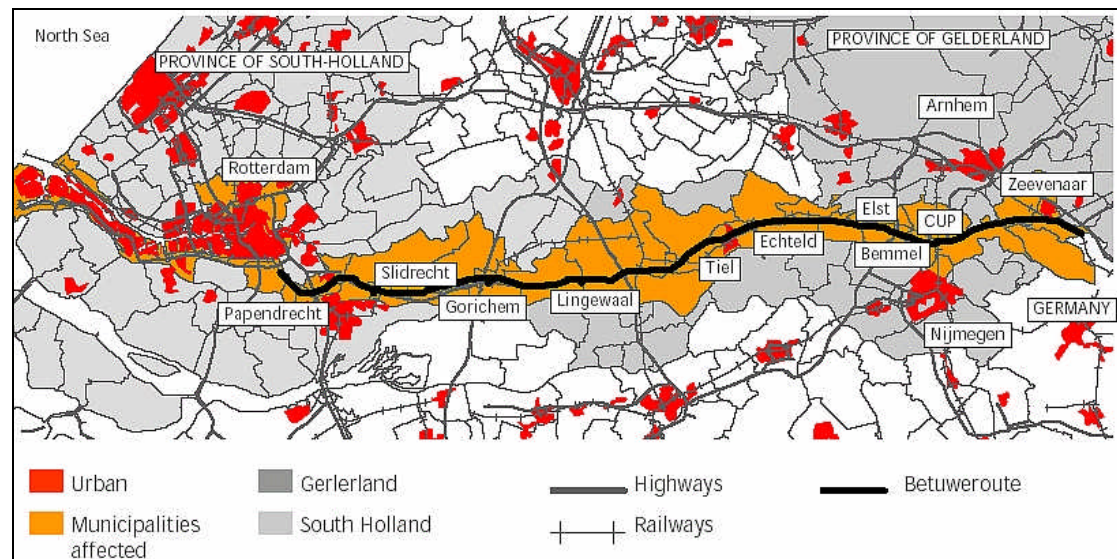 North Sea
PROVINCE OF SOUTH-HOLLAND
PROVINCE OF GELDERLAND
Arnhem
Rotterdam
Zeevenaar
Elst
CUP
Slidrecht
Echteld
Bemmel
Tiel
Papendrecht
Gorichem
Lingewaal
GERMANY
Nijmegen
Urban
Gerlerland
Highways
Betuweroute
Municipalities
affected
South Holland
Railways